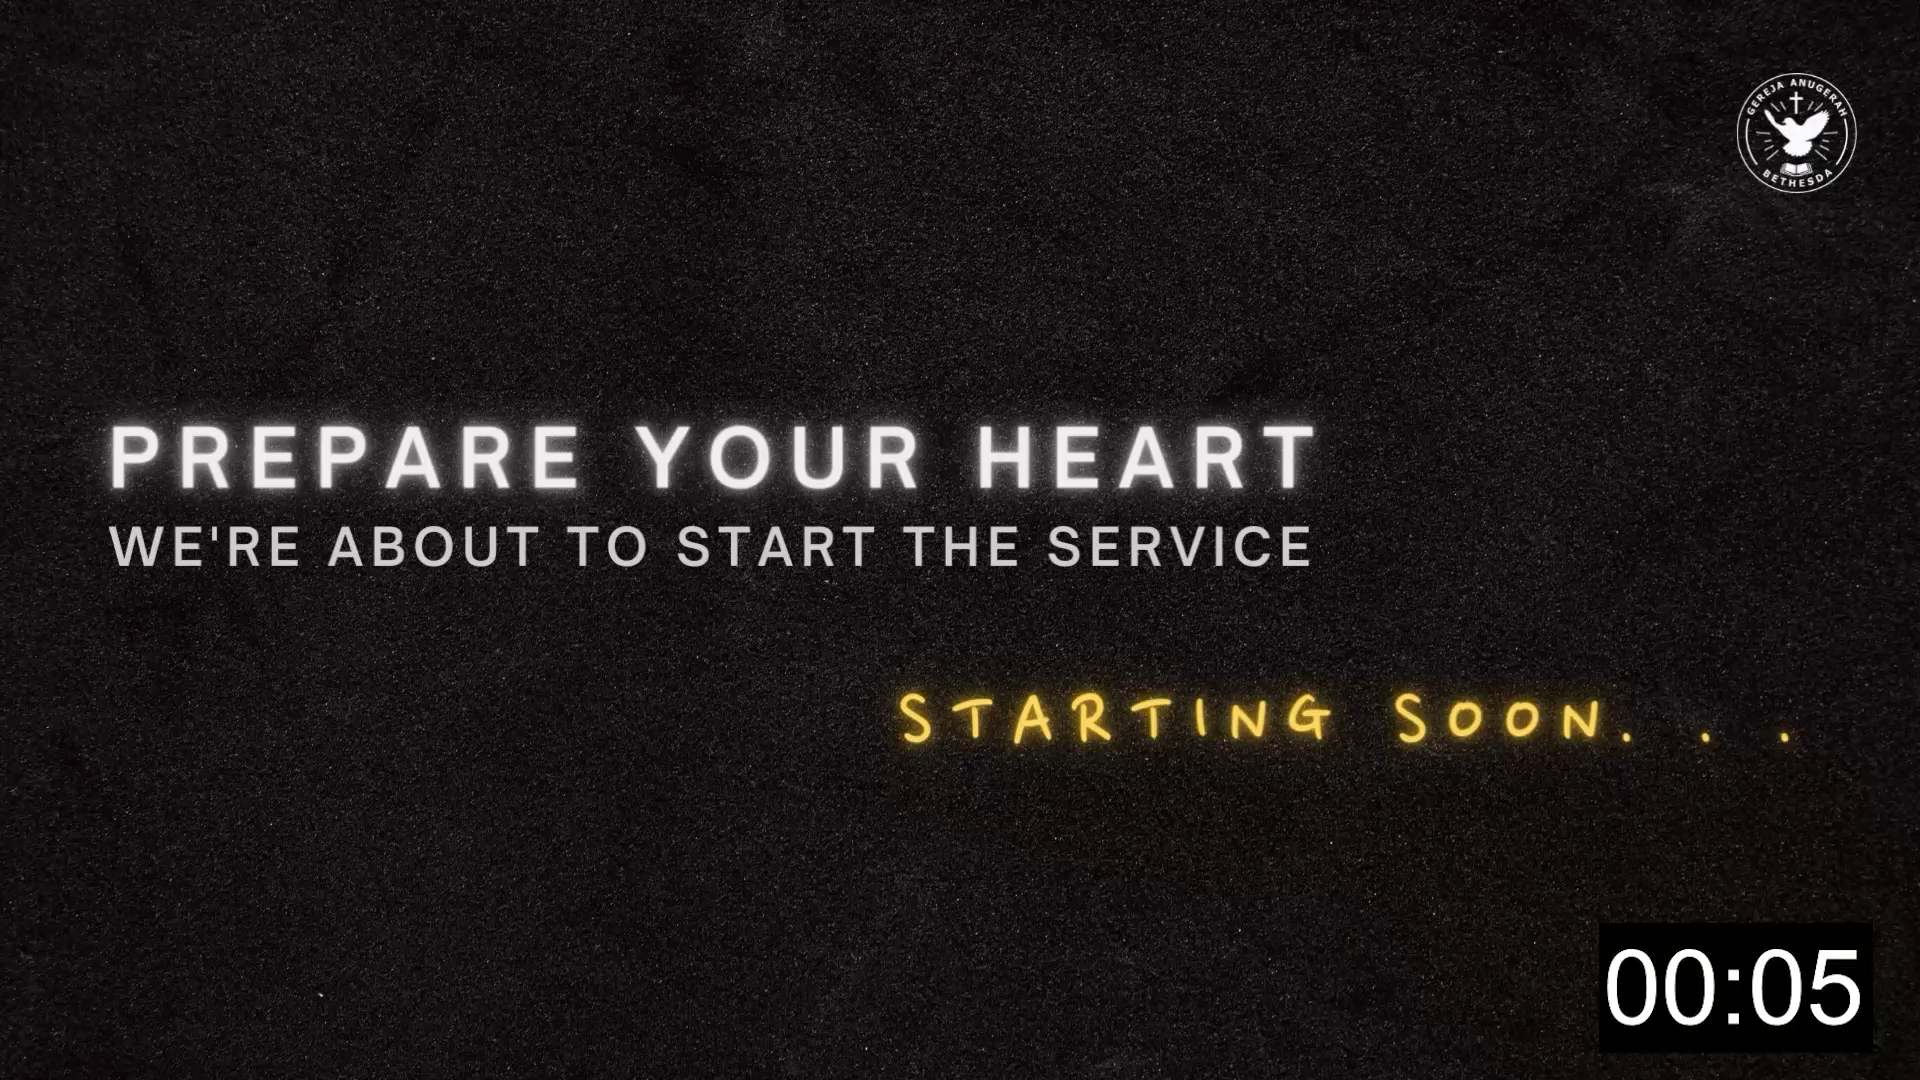 GEREJA ANUGERAH
BETHESDA
PREPARE YOUR HEART
WE'RE ABOUT TO START THE SERVICE
STARTING SOON. . .
00:05